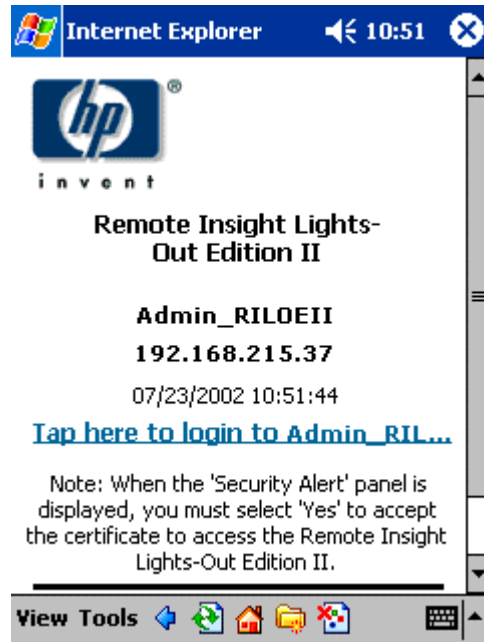 Internet Explorer 10:51
hp ®
invent
Remote Insight Lights-
Out Edition II
Admin_RILOEII
192.168.215.37
07/23/2002 10:51:44
Tap here to login to Admin_RIL...
Note: When the 'Security Alert' panel is
displayed, you must select 'Yes' to accept
the certificate to access the Remote Insight
Lights-Out Edition II.
View Tools